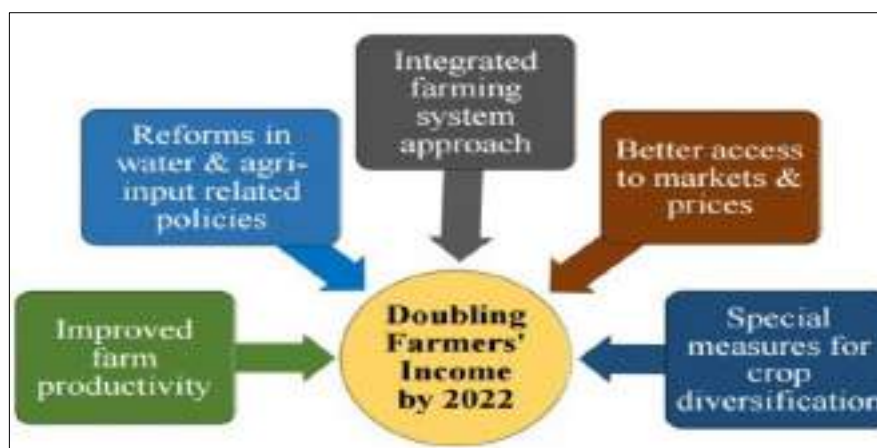 Integrated
farming
system
approach
Reforms in
water & agri-
input related
policies
Better access
to markets &
prices
Improved
farm
productivity
Doubling
Farmers'
Income
by 2022
Special
measures for
crop
diversification